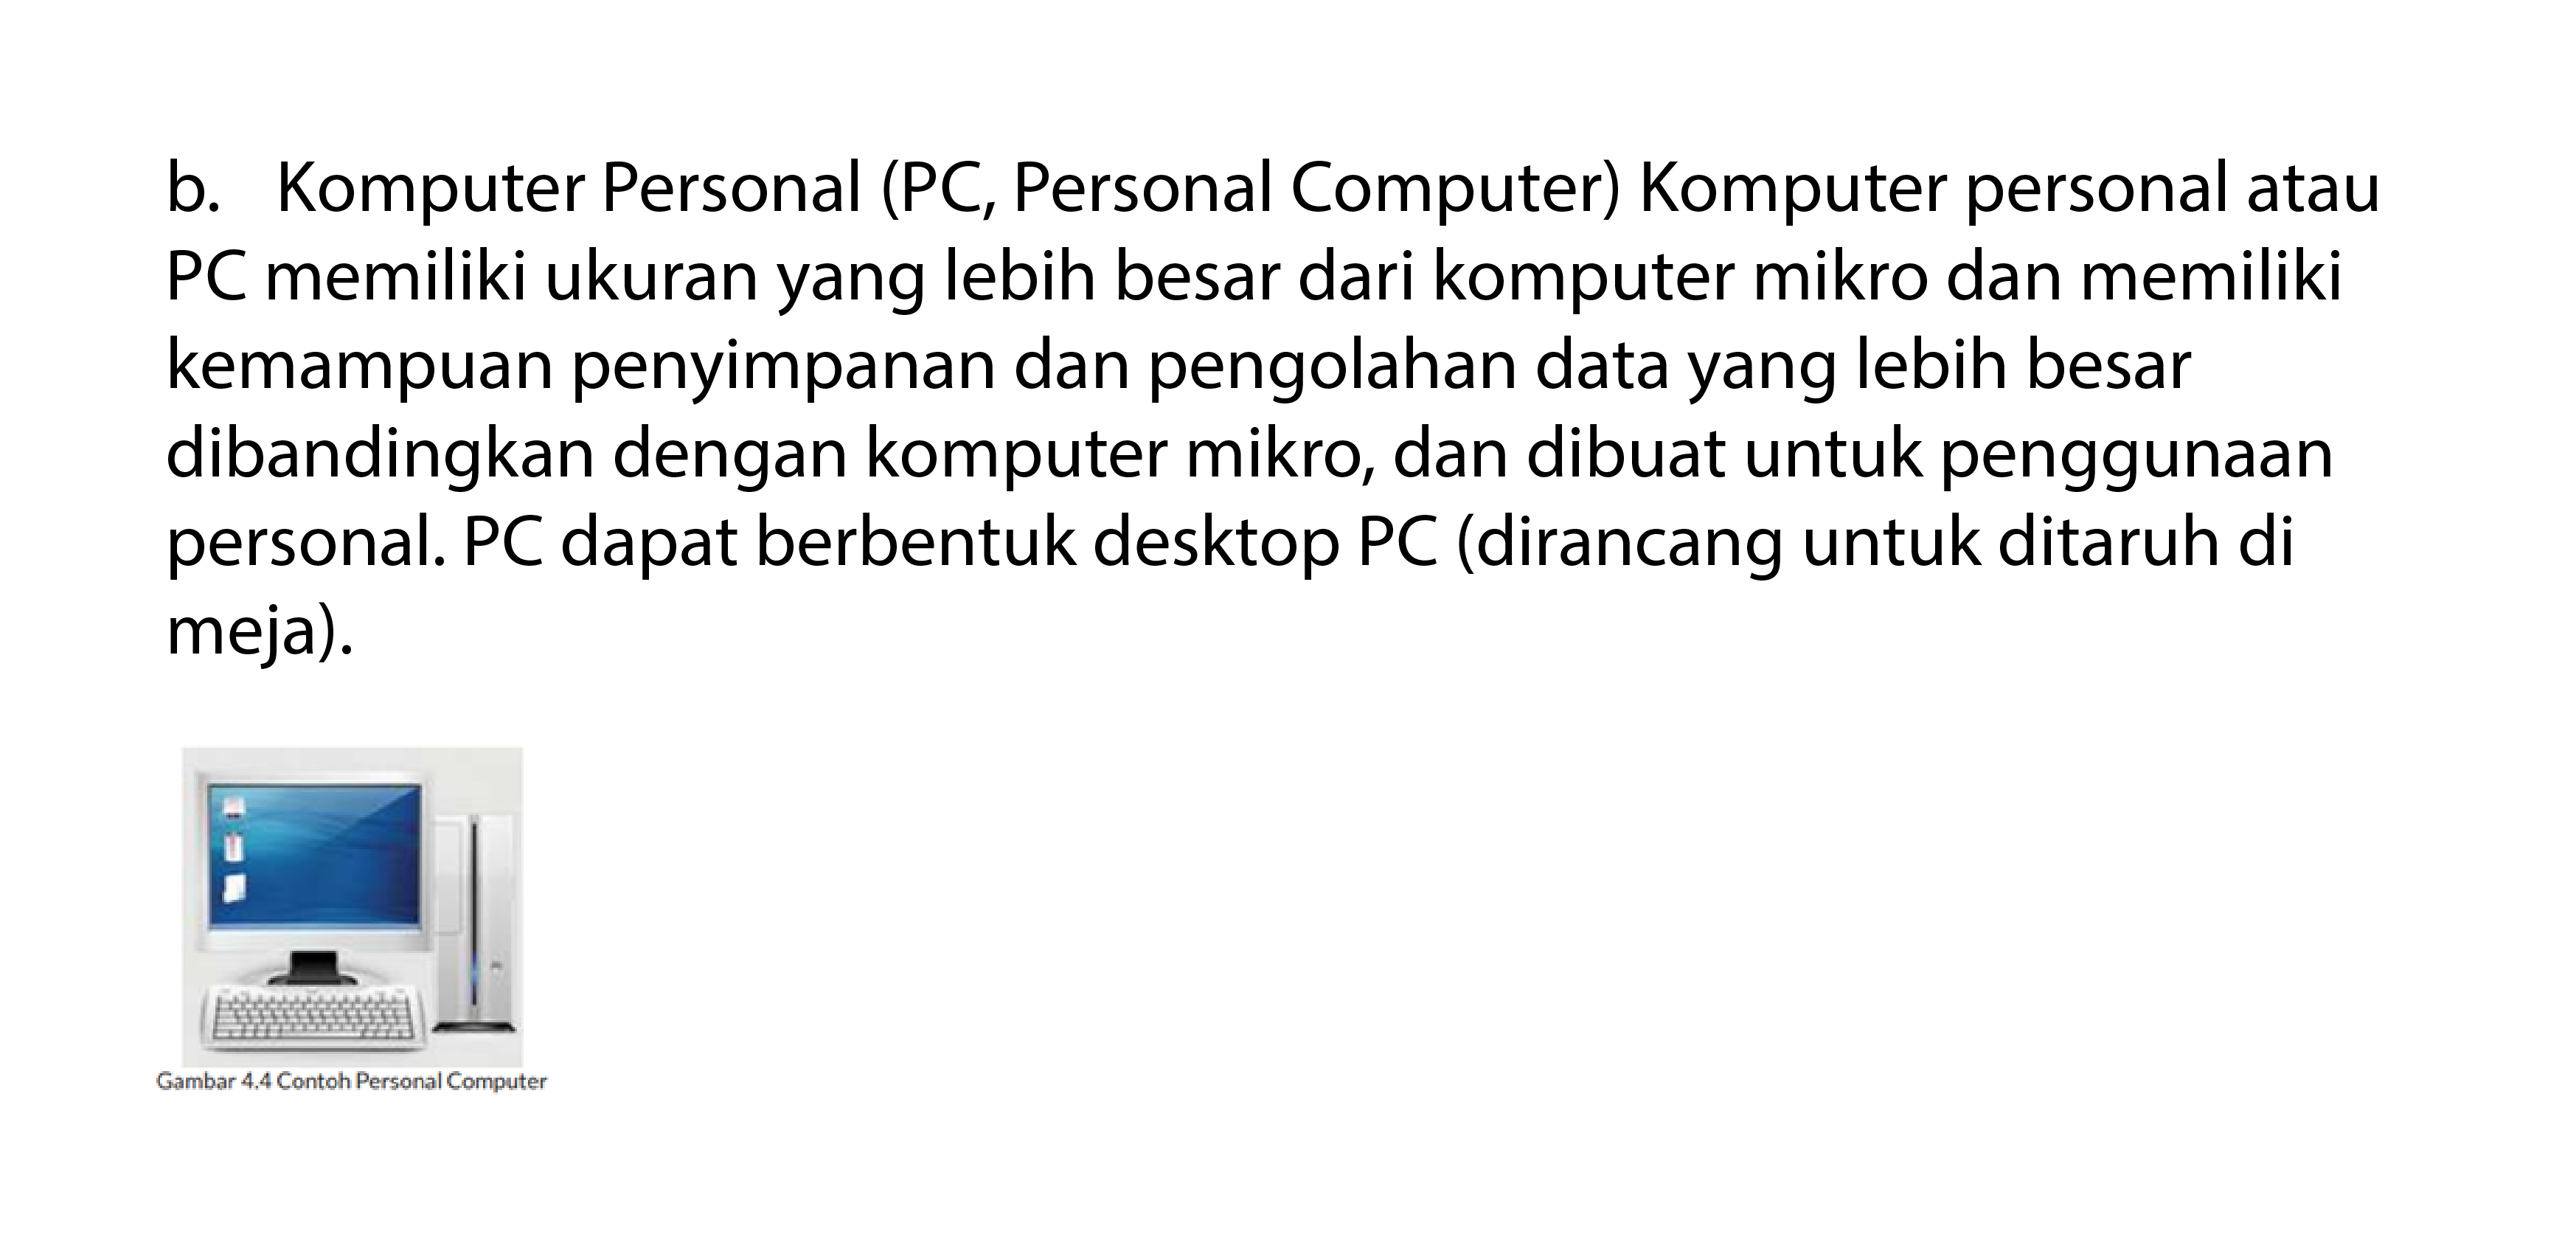 b. Komputer Personal (PC, Personal Computer) Komputer personal atau
PC memiliki ukuran yang lebih besar dari komputer mikro dan memiliki
kemampuan penyimpanan dan pengolahan data yang lebih besar
dibandingkan dengan komputer mikro, dan dibuat untuk penggunaan
personal. PC dapat berbentuk desktop PC (dirancang untuk ditaruh di
meja).
Gambar 4.4 Contoh Personal Computer